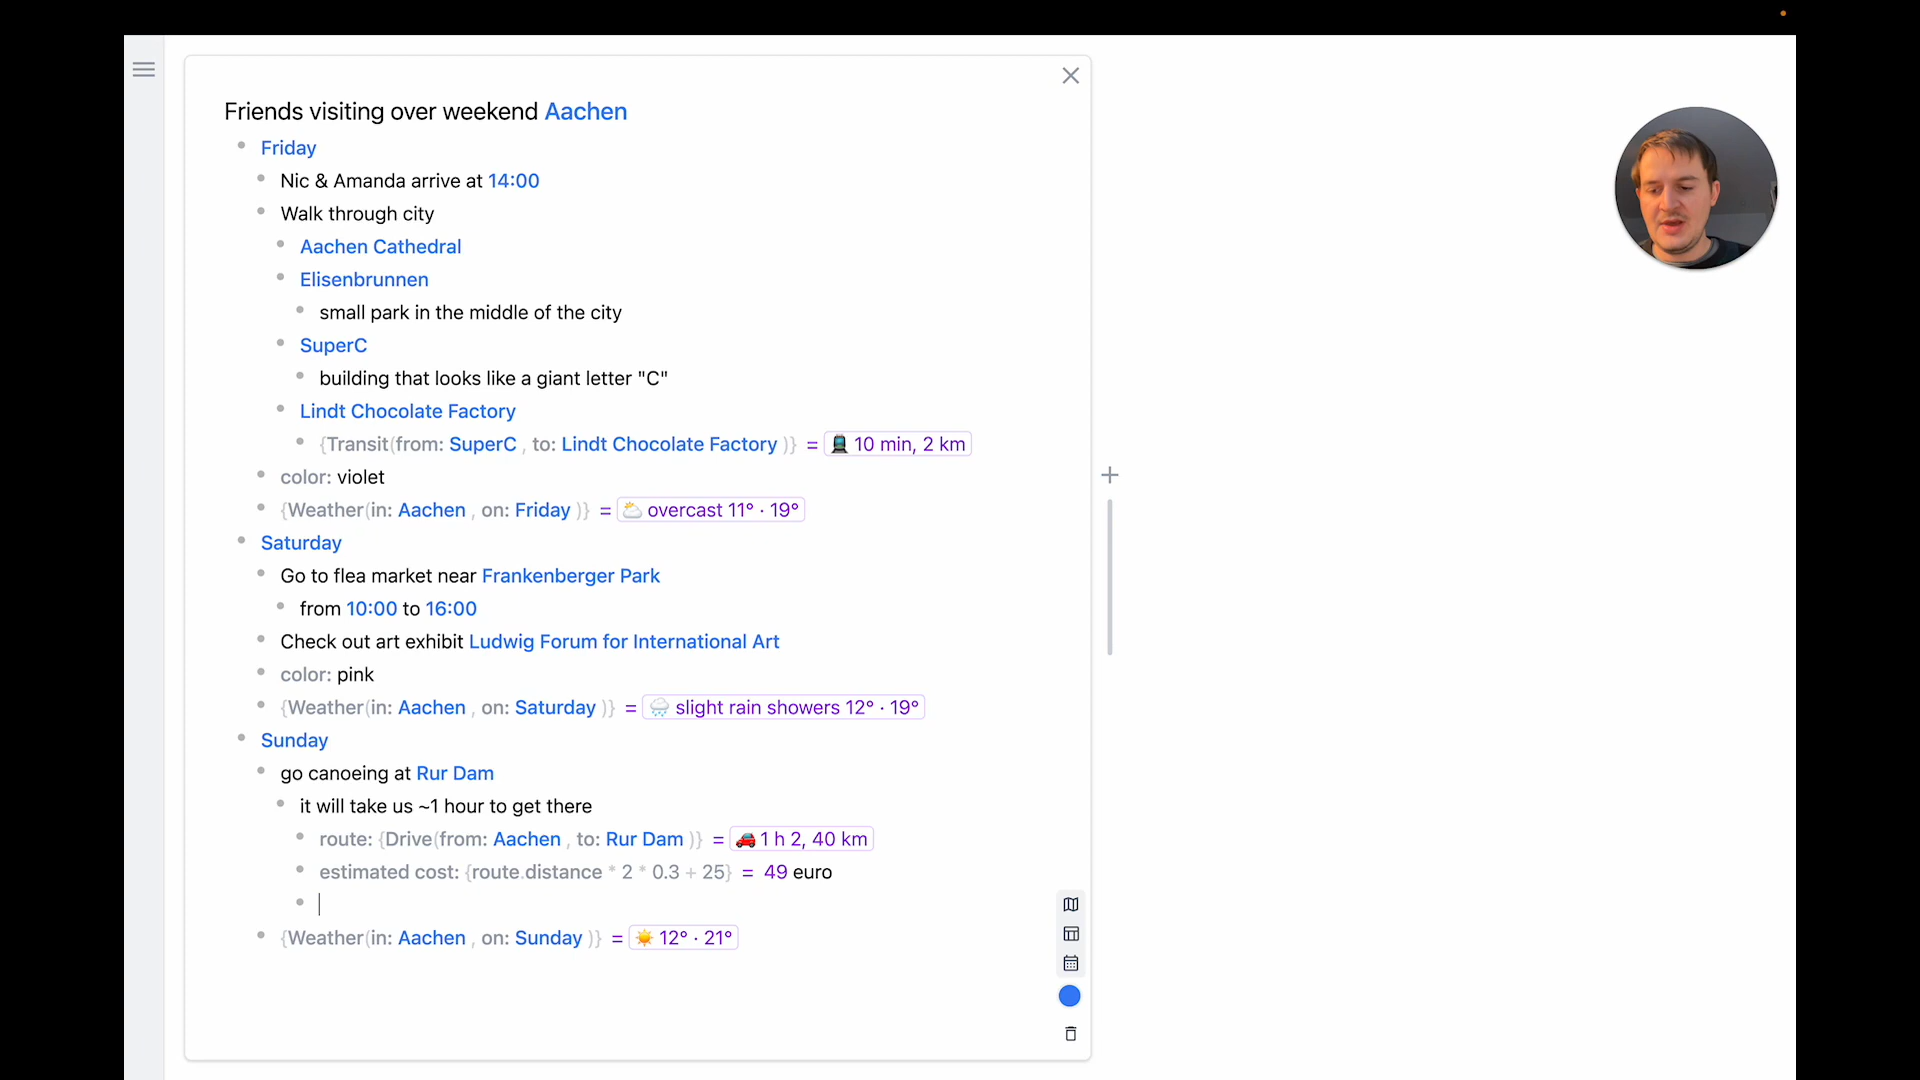 Friends visiting over weekend Aachen
Friday
Nic & Amanda arrive at 14:00
Walk through city
Aachen Cathedral
Elisenbrunnen
small park in the middle of the city
SuperC
building that looks like a giant letter "C"
Lindt Chocolate Factory
{Transit(from: SuperC , to: Lindt Chocolate Factory )} = 10 min, 2 km
color: violet
{Weather(in: Aachen , on: Friday )} = overcast 11° · 19°
Saturday
Go to flea market near Frankenberger Park
from 10:00 to 16:00
Check out art exhibit Ludwig Forum for International Art
color: pink
{Weather(in: Aachen , on: Saturday )} = slight rain showers 12° · 19°
Sunday
go canoeing at Rur Dam
it will take us ~1 hour to get there
route: {Drive(from: Aachen , to: Rur Dam )} = 1 h 2, 40 km
estimated cost: {route.distance * 2 * 0.3 + 25} = 49 euro
{Weather(in: Aachen , on: Sunday )} = 12° · 21°